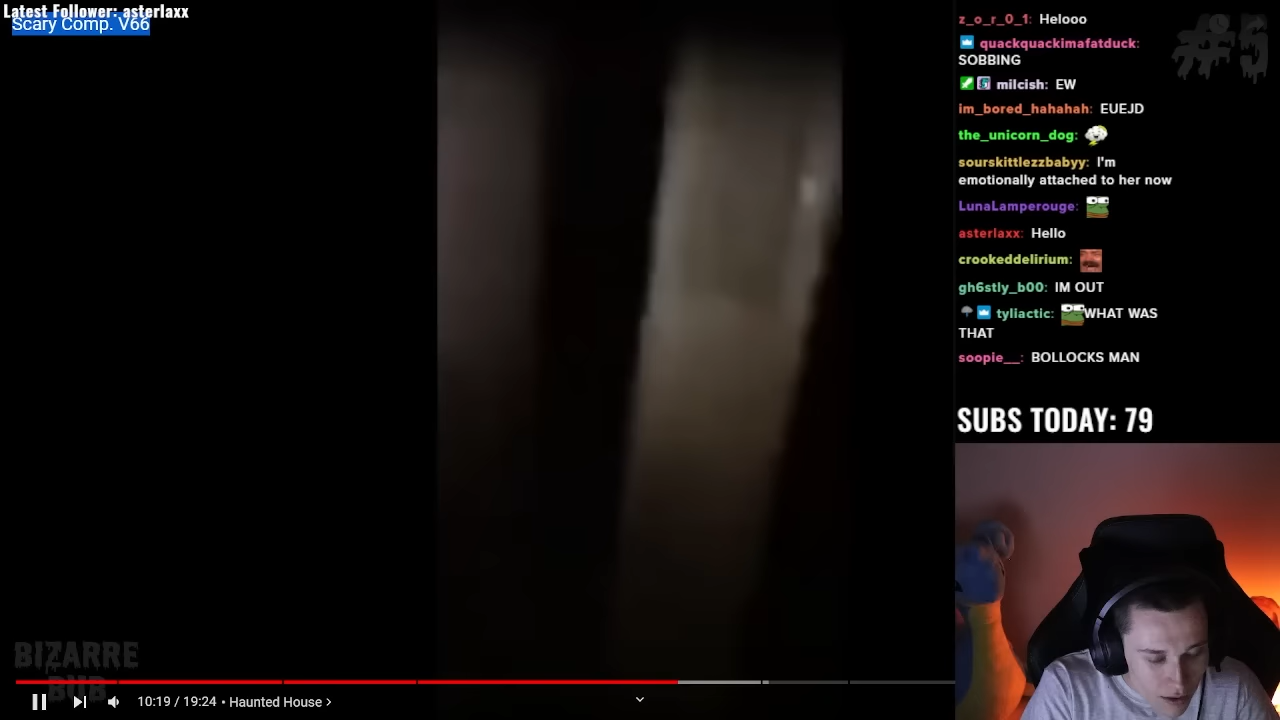 Latest Follower: asterlaxx
Scary Comp. V66
#5
z_o_r_0_1: Helooo
quackquackimafatduck:
SOBBING
milcish: EW
im_bored_hahahah: EUEJD
the_unicorn_dog:
sourskittlezzbabyy: I'm
emotionally attached to her now
LunaLamperouge:
asterlaxx: Hello
crookeddelirium:
gh6stly_b00: IM OUT
tyliactic: WHAT WAS
THAT
soopie__: BOLLOCKS MAN
SUBS TODAY: 79
BIZARRE
BUB
10:19 / 19:24 • Haunted House >